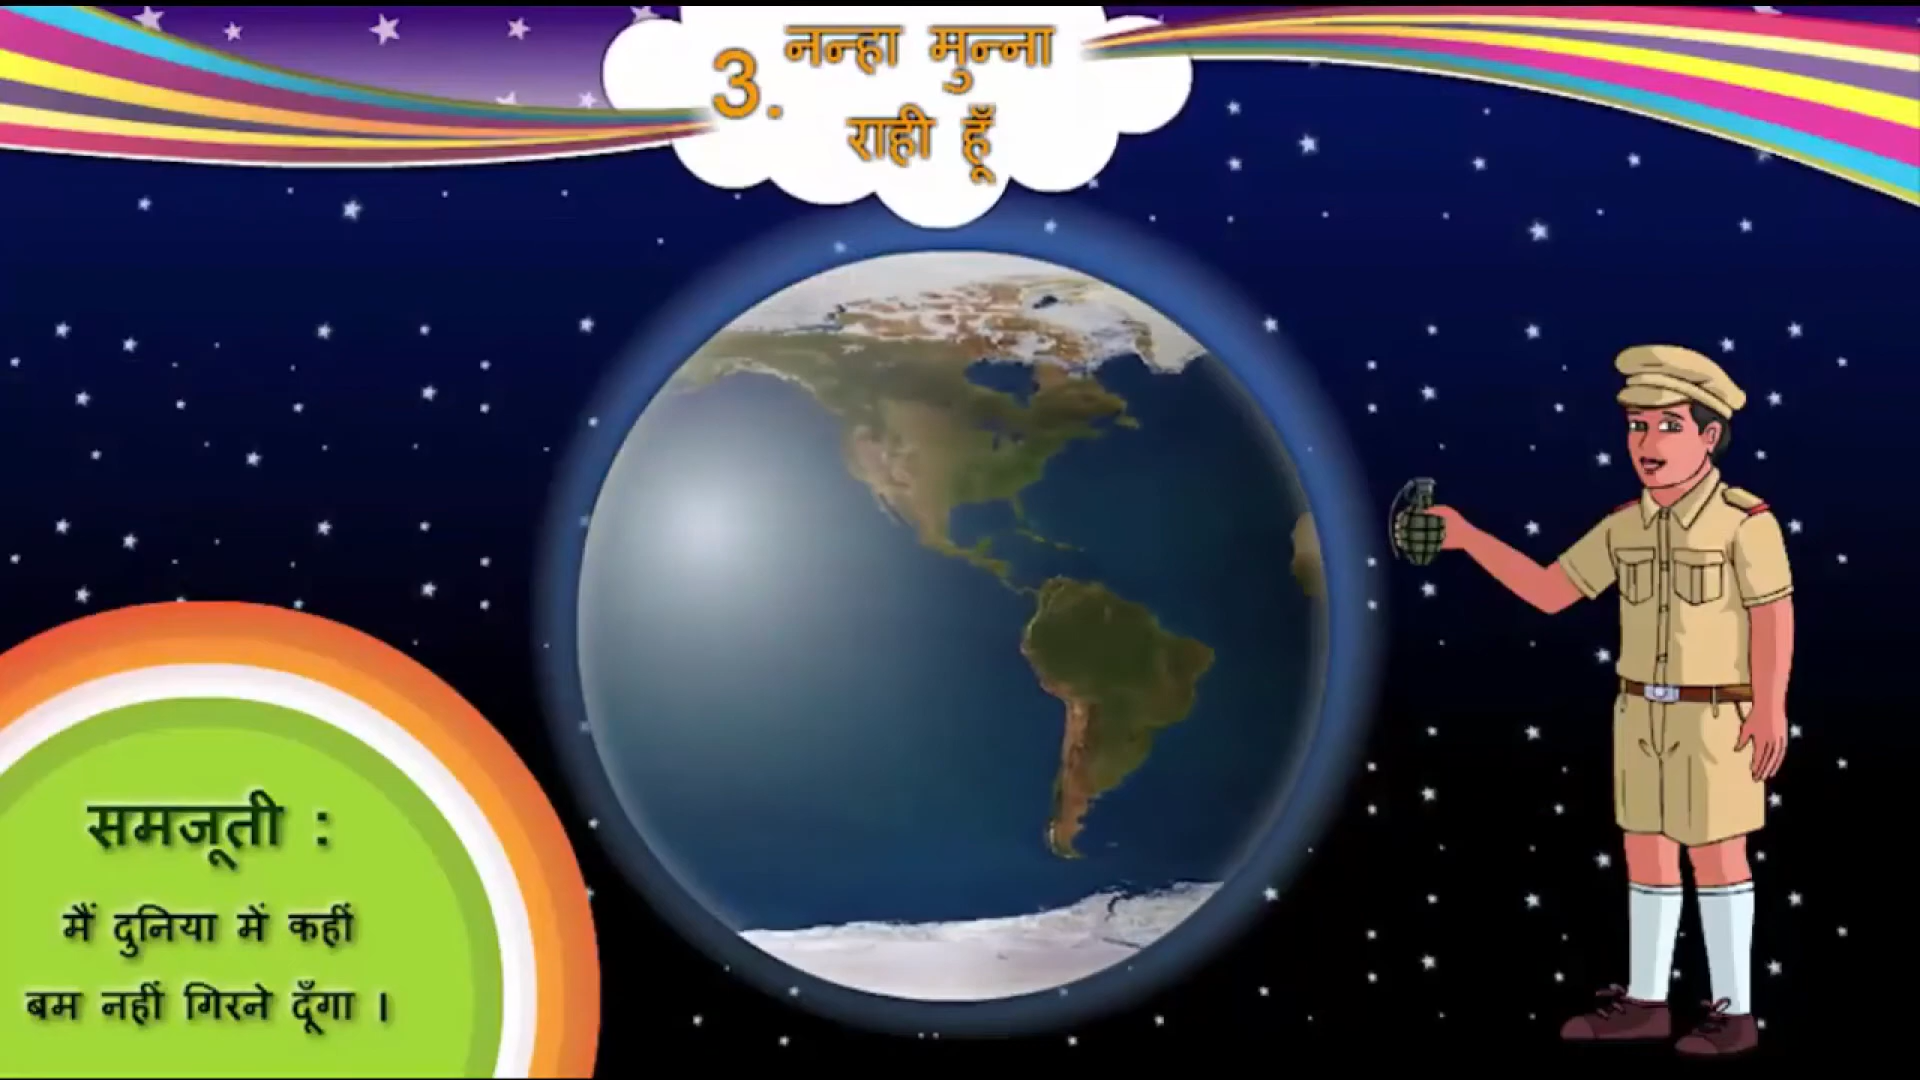 3. नन्हा मुन्ना
राही हूँ
समजूती :
मैं दुनिया में कहीं
बम नहीं गिरने दूँगा ।